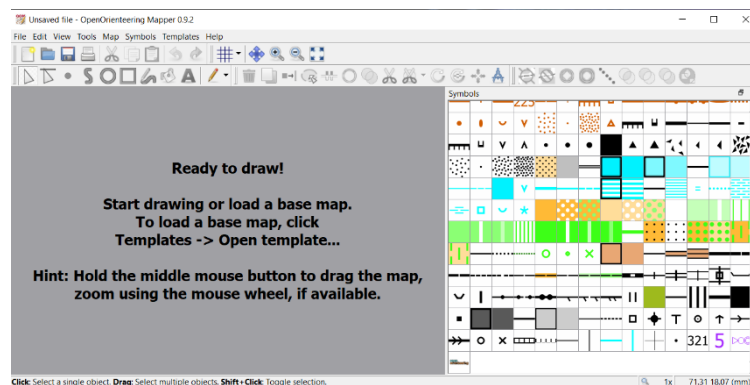 Unsaved file - OpenOrienteering Mapper 0.9.2
File Edit View Tools Map Symbols Templates Help
Symbols
225
Ready to draw!
Start drawing or load a base map.
To load a base map, click
Templates -> Open template...
Hint: Hold the middle mouse button to drag the map,
zoom using the mouse wheel, if available.
321 5
Click: Select a single object. Drag: Select multiple objects. Shift+Click: Toggle selection.
1x 71.31 18.07 (mm)